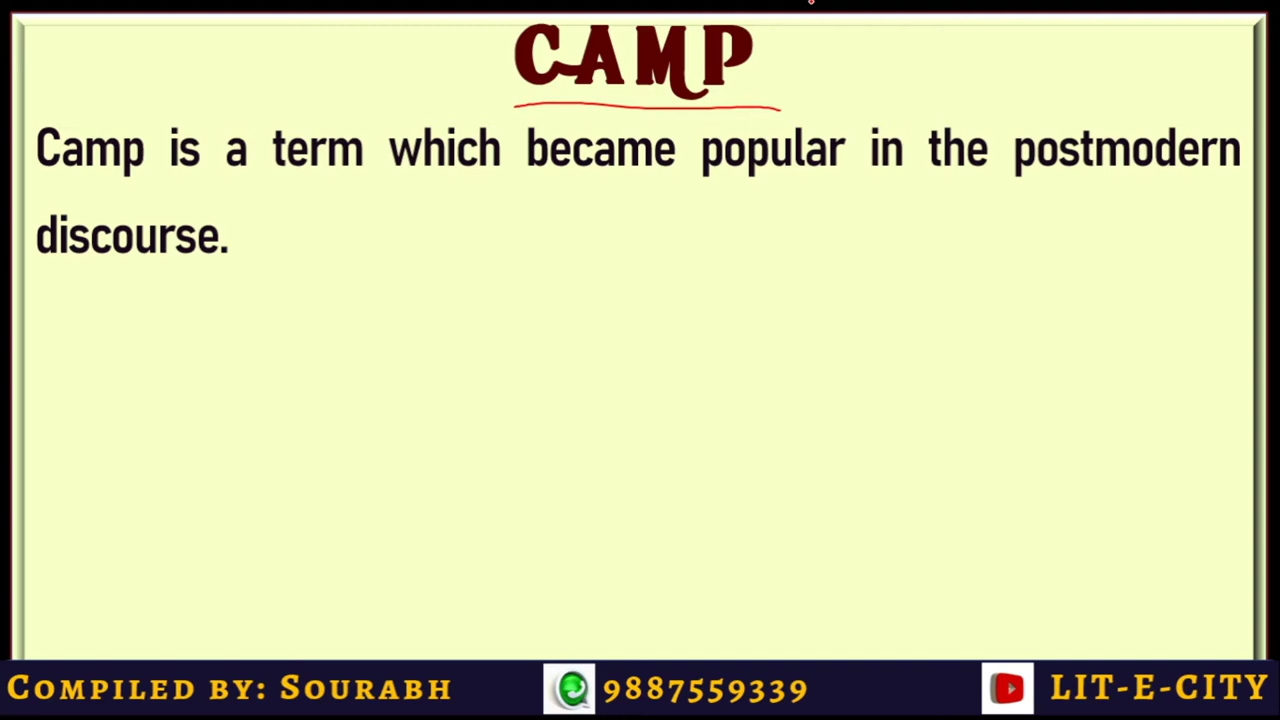 CAMP
Camp is a term which became popular in the postmodern
discourse.
COMPILED BY: SOURABH 9887559339 LIT-E-CITY